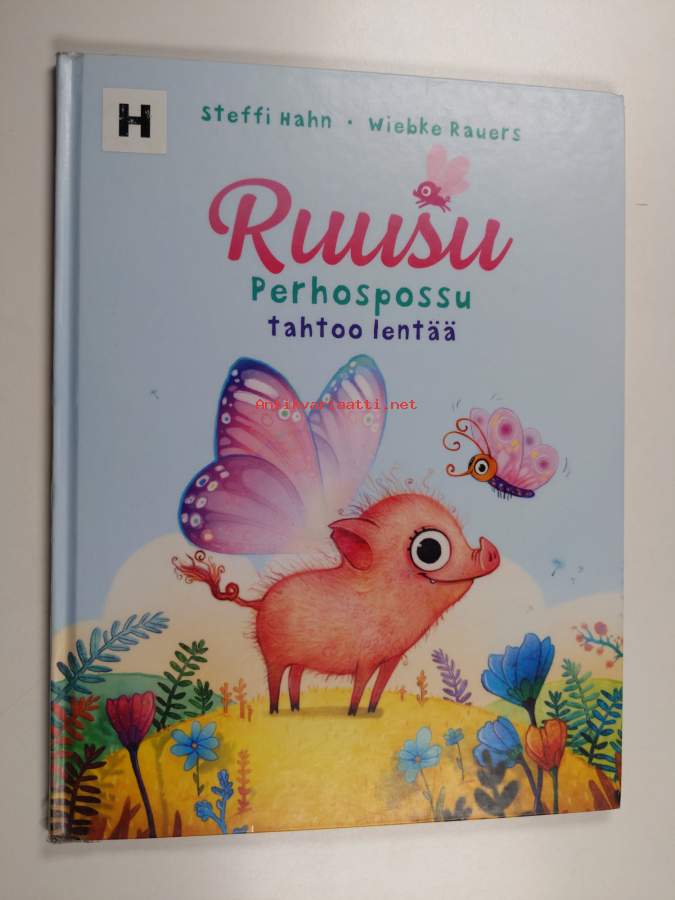 H
Steffi Hahn • Wiebke Rauers
Ruusu
Perhospossu
tahtoo lentää
Antikvariaatti.net